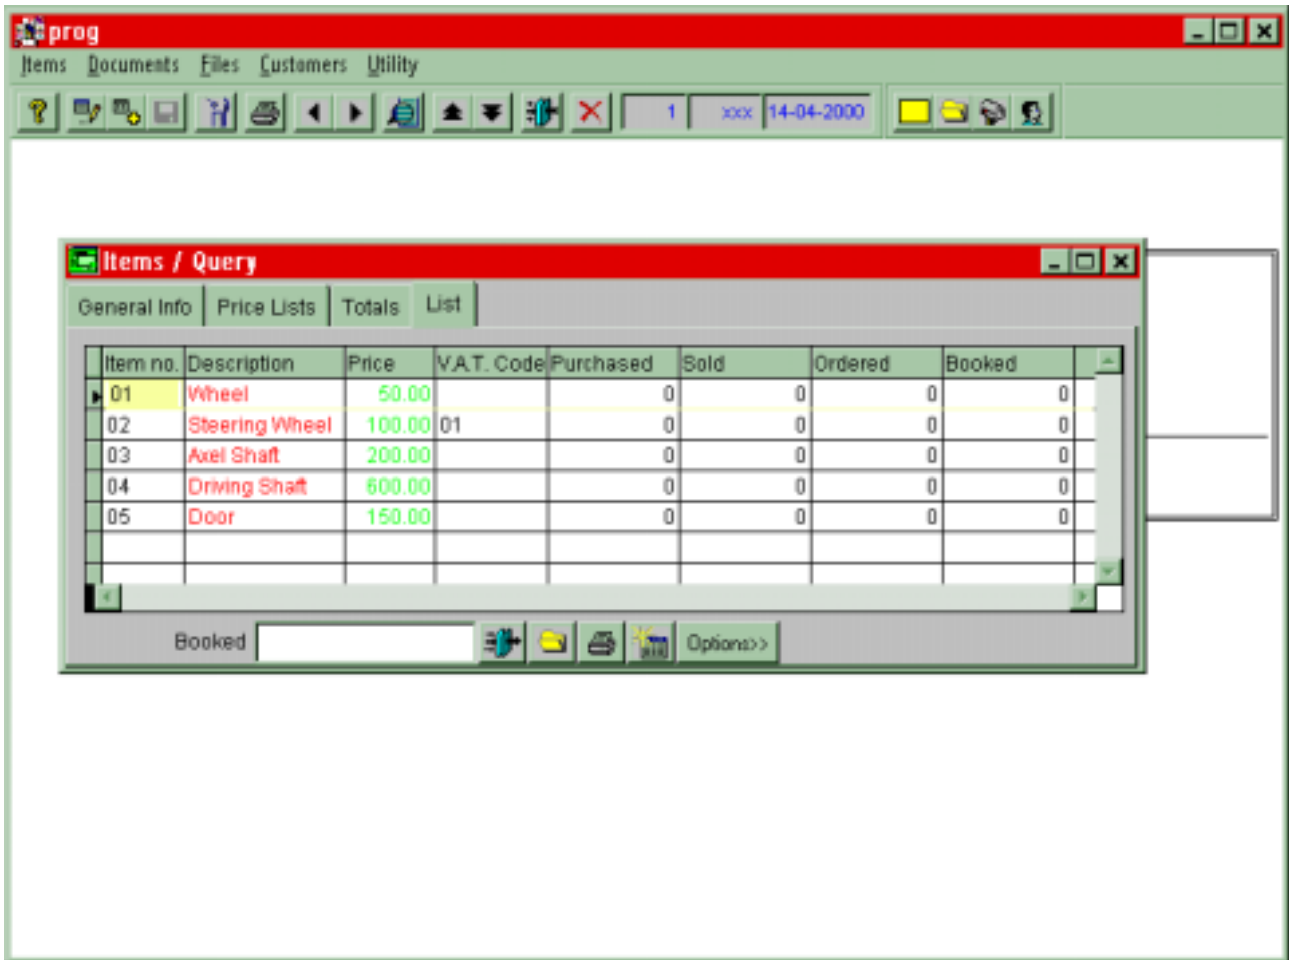 prog
Items Documents Files Customers Utility
1 xxx 14-04-2000
Items / Query
General Info Price Lists Totals List
Item no. Description Price V.A.T. Code Purchased Sold Ordered Booked
01 Wheel 50.00 0 0 0 0
02 Steering Wheel 100.00 01 0 0 0 0
03 Axel Shaft 200.00 0 0 0 0
04 Driving Shaft 600.00 0 0 0 0
05 Door 150.00 0 0 0 0
Booked Options>>